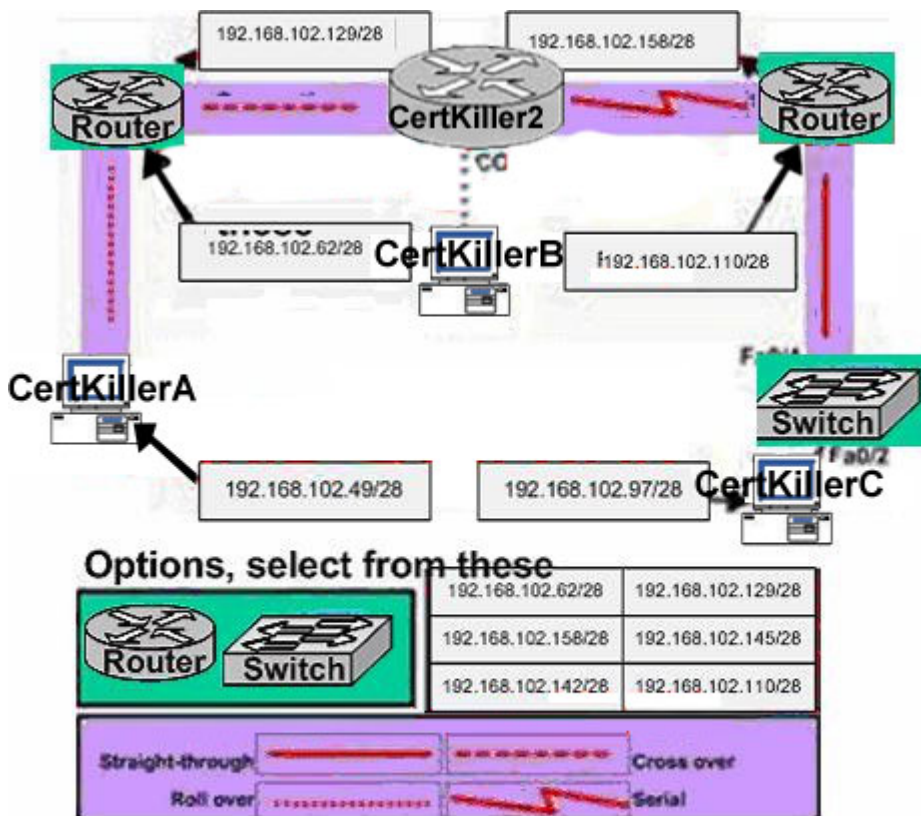 192.168.102.129/28
192.168.102.158/28
Router
CertKiller2
Router
192.168.102.62/28
CertKillerB
192.168.102.110/28
CertKillerA
Switch
Fa0/2
192.168.102.49/28
192.168.102.97/28
CertKillerC
Options, select from these
Router
Switch
192.168.102.62/28
192.168.102.129/28
192.168.102.158/28
192.168.102.145/28
192.168.102.142/28
192.168.102.110/28
Straight-through
Cross over
Roll over
Serial